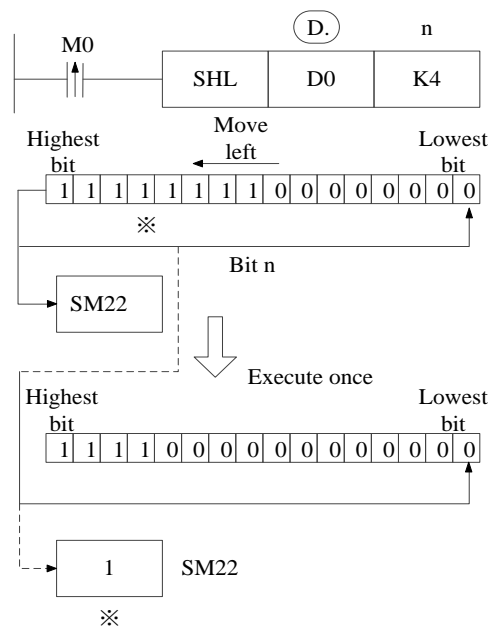 D. n
M0
SHL D0 K4
Move
left
Highest
bit
Lowest
bit
1 1 1 1 1 1 1 1 0 0 0 0 0 0 0 0
※
Bit n
SM22
Execute once
Highest
bit
Lowest
bit
1 1 1 1 0 0 0 0 0 0 0 0 0 0 0 0
1 SM22
※